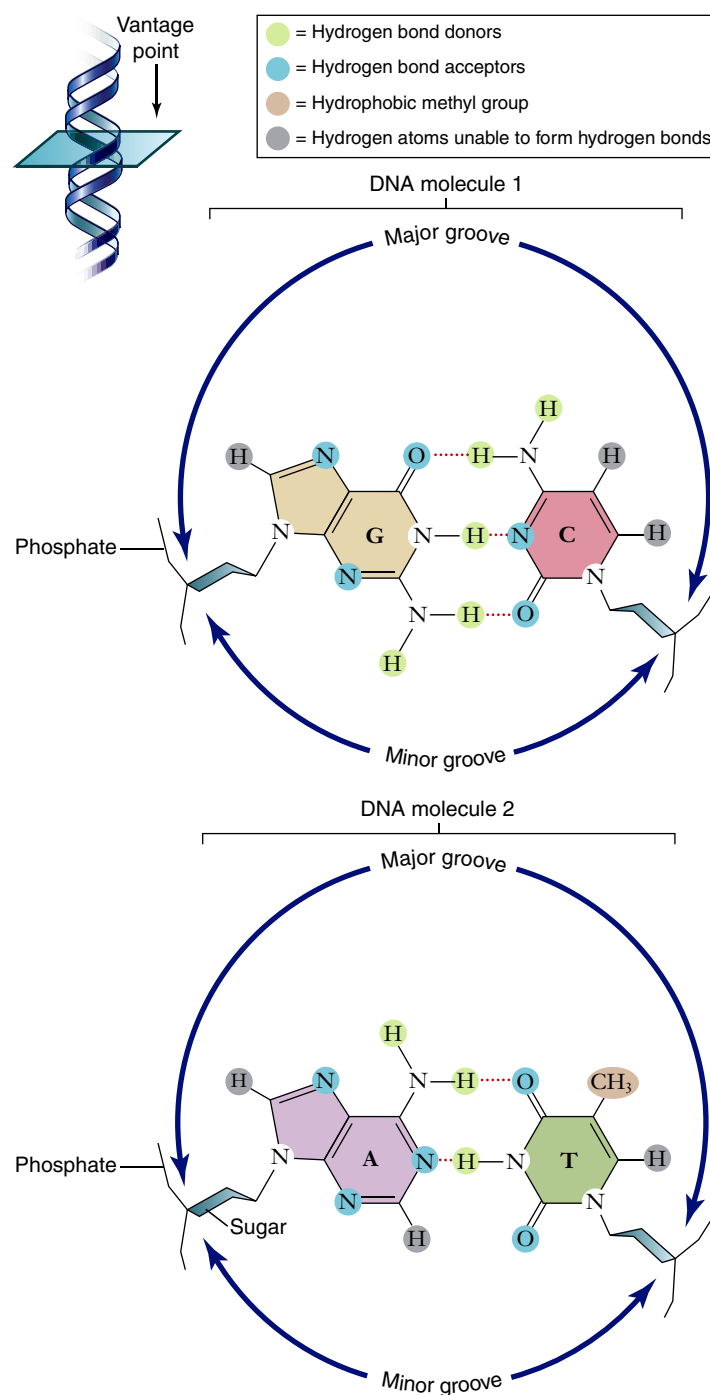 Vantage
point
= Hydrogen bond donors
= Hydrogen bond acceptors
= Hydrophobic methyl group
= Hydrogen atoms unable to form hydrogen bonds
DNA molecule 1
Major groove
H
H N O H N H
G N H N C H
Phosphate
N N
N H O
H
Minor groove
DNA molecule 2
Major groove
H
H N N H O CH3
A N H N T H
Phosphate
N N
N
Sugar
H O
Minor groove